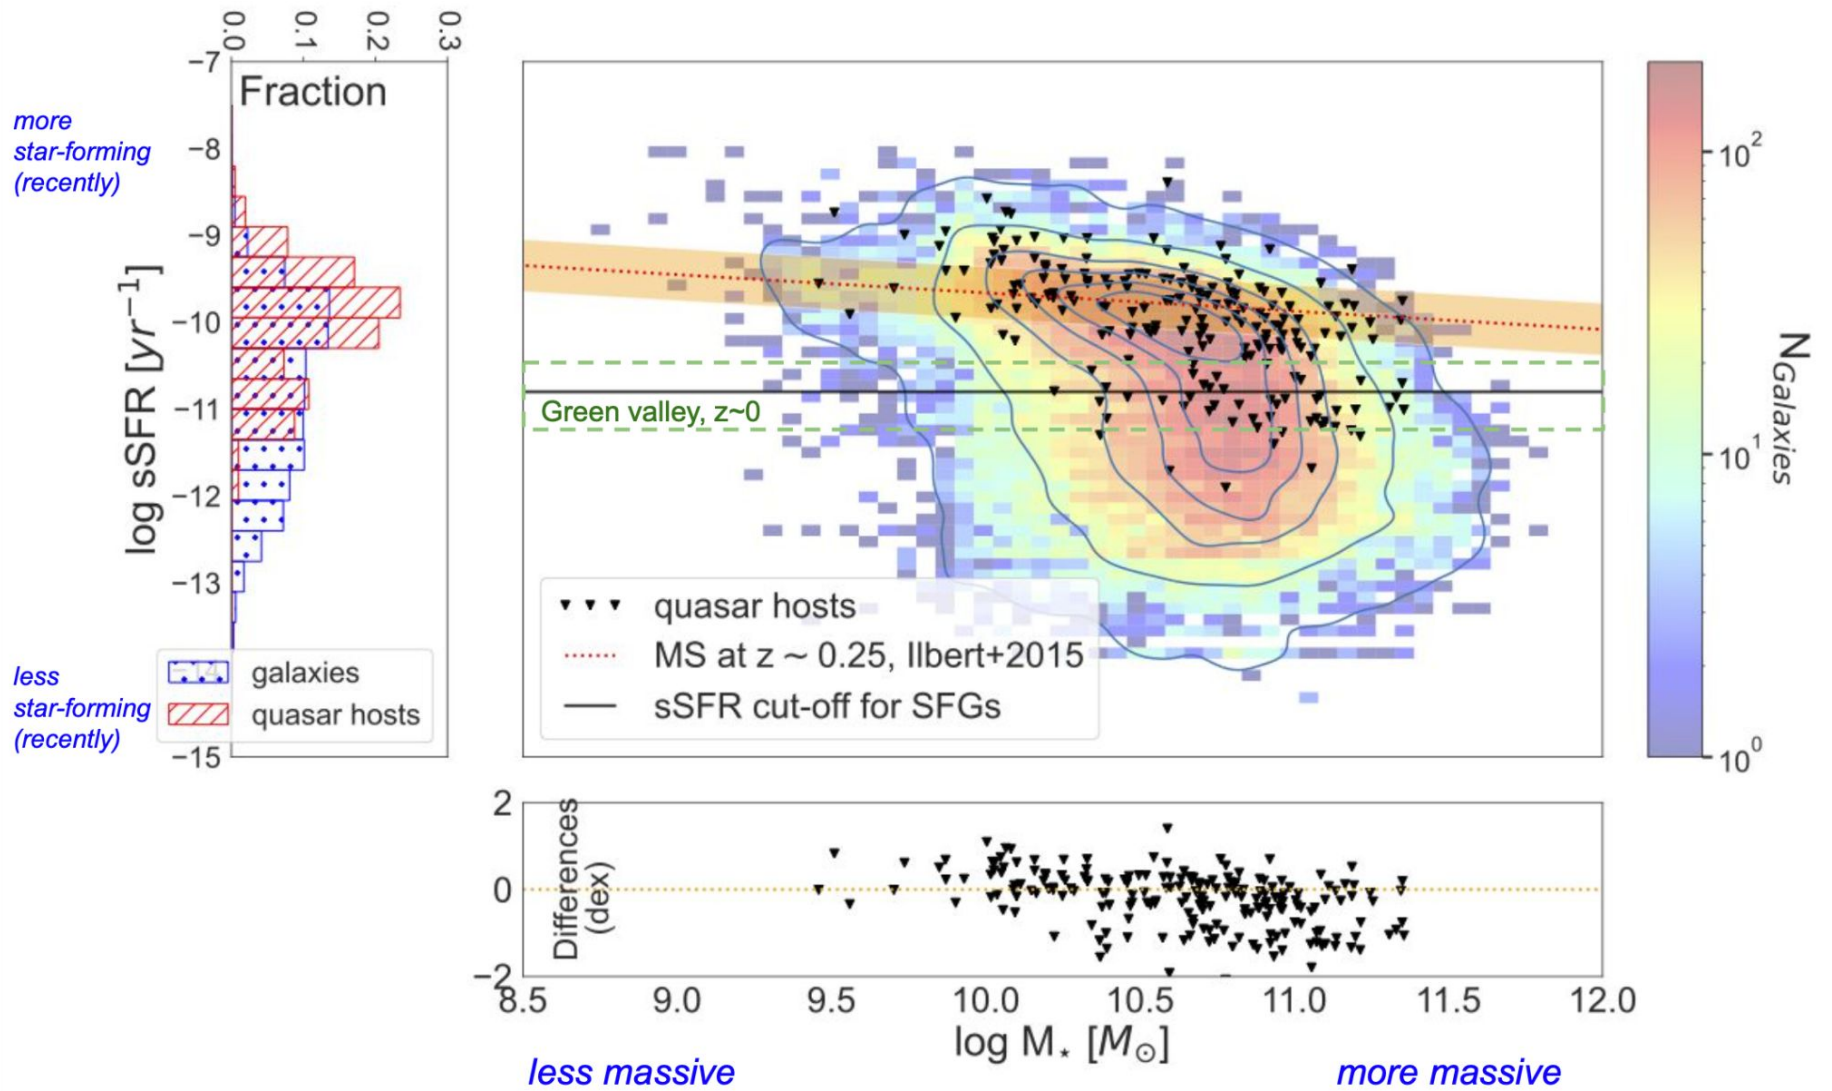 0.0 0.1 0.2 0.3
Fraction
−7
−8
−9
−10
−11
−12
−13
−15
log sSFR [yr⁻¹]
more
star-forming
(recently)
less
star-forming
(recently)
galaxies
quasar hosts
Green valley, z~0
quasar hosts
MS at z ∼ 0.25, Ilbert+2015
sSFR cut-off for SFGs
10²
10¹
10⁰
N_Galaxies
2
0
−2
Differences
(dex)
8.5 9.0 9.5 10.0 10.5 11.0 11.5 12.0
log M⋆ [M⊙]
less massive
more massive